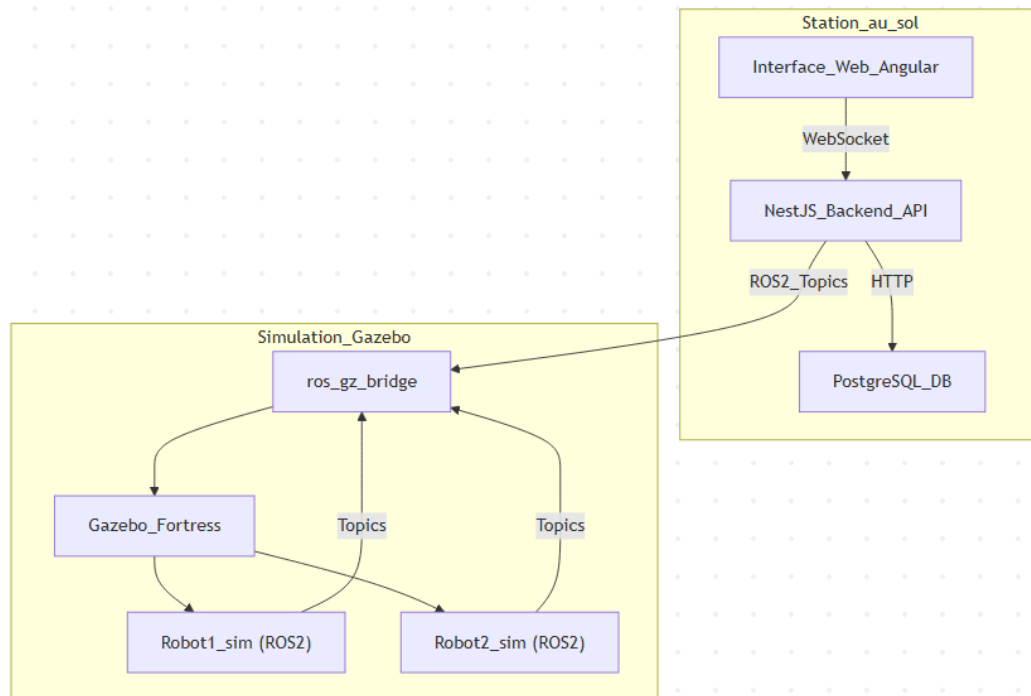 Station_au_sol
Interface_Web_Angular
WebSocket
NestJS_Backend_API
ROS2_Topics
HTTP
PostgreSQL_DB
Simulation_Gazebo
ros_gz_bridge
Gazebo_Fortress
Topics
Topics
Robot1_sim (ROS2)
Robot2_sim (ROS2)